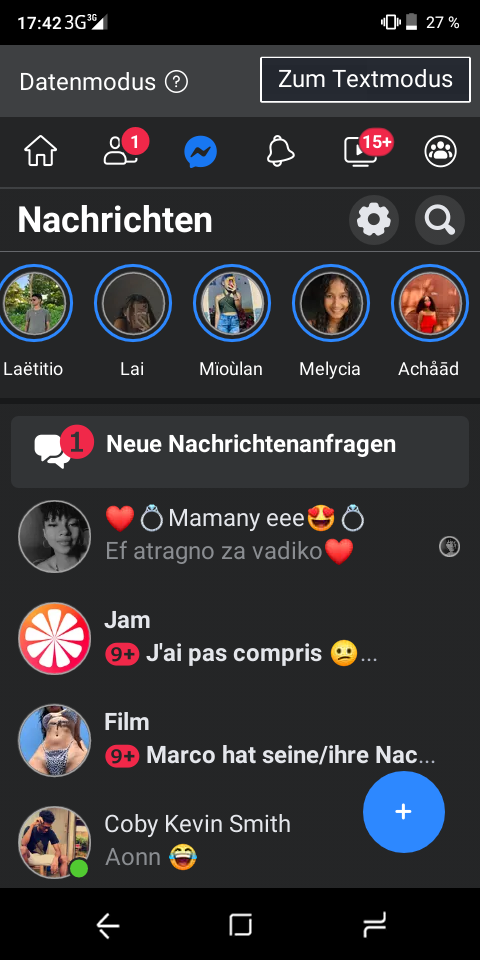 17:42 3G 3G 27 %
Datenmodus ? Zum Textmodus
1 15+
Nachrichten
Laëtitio Lai Mïoùlan Melycia Achåãd
1 Neue Nachrichtenanfragen
❤️💍Mamany eee😍💍
Ef atragno za vadiko❤️
Jam
9+ J'ai pas compris 😕...
Film
9+ Marco hat seine/ihre Nac...
+
Coby Kevin Smith
Aonn 😂